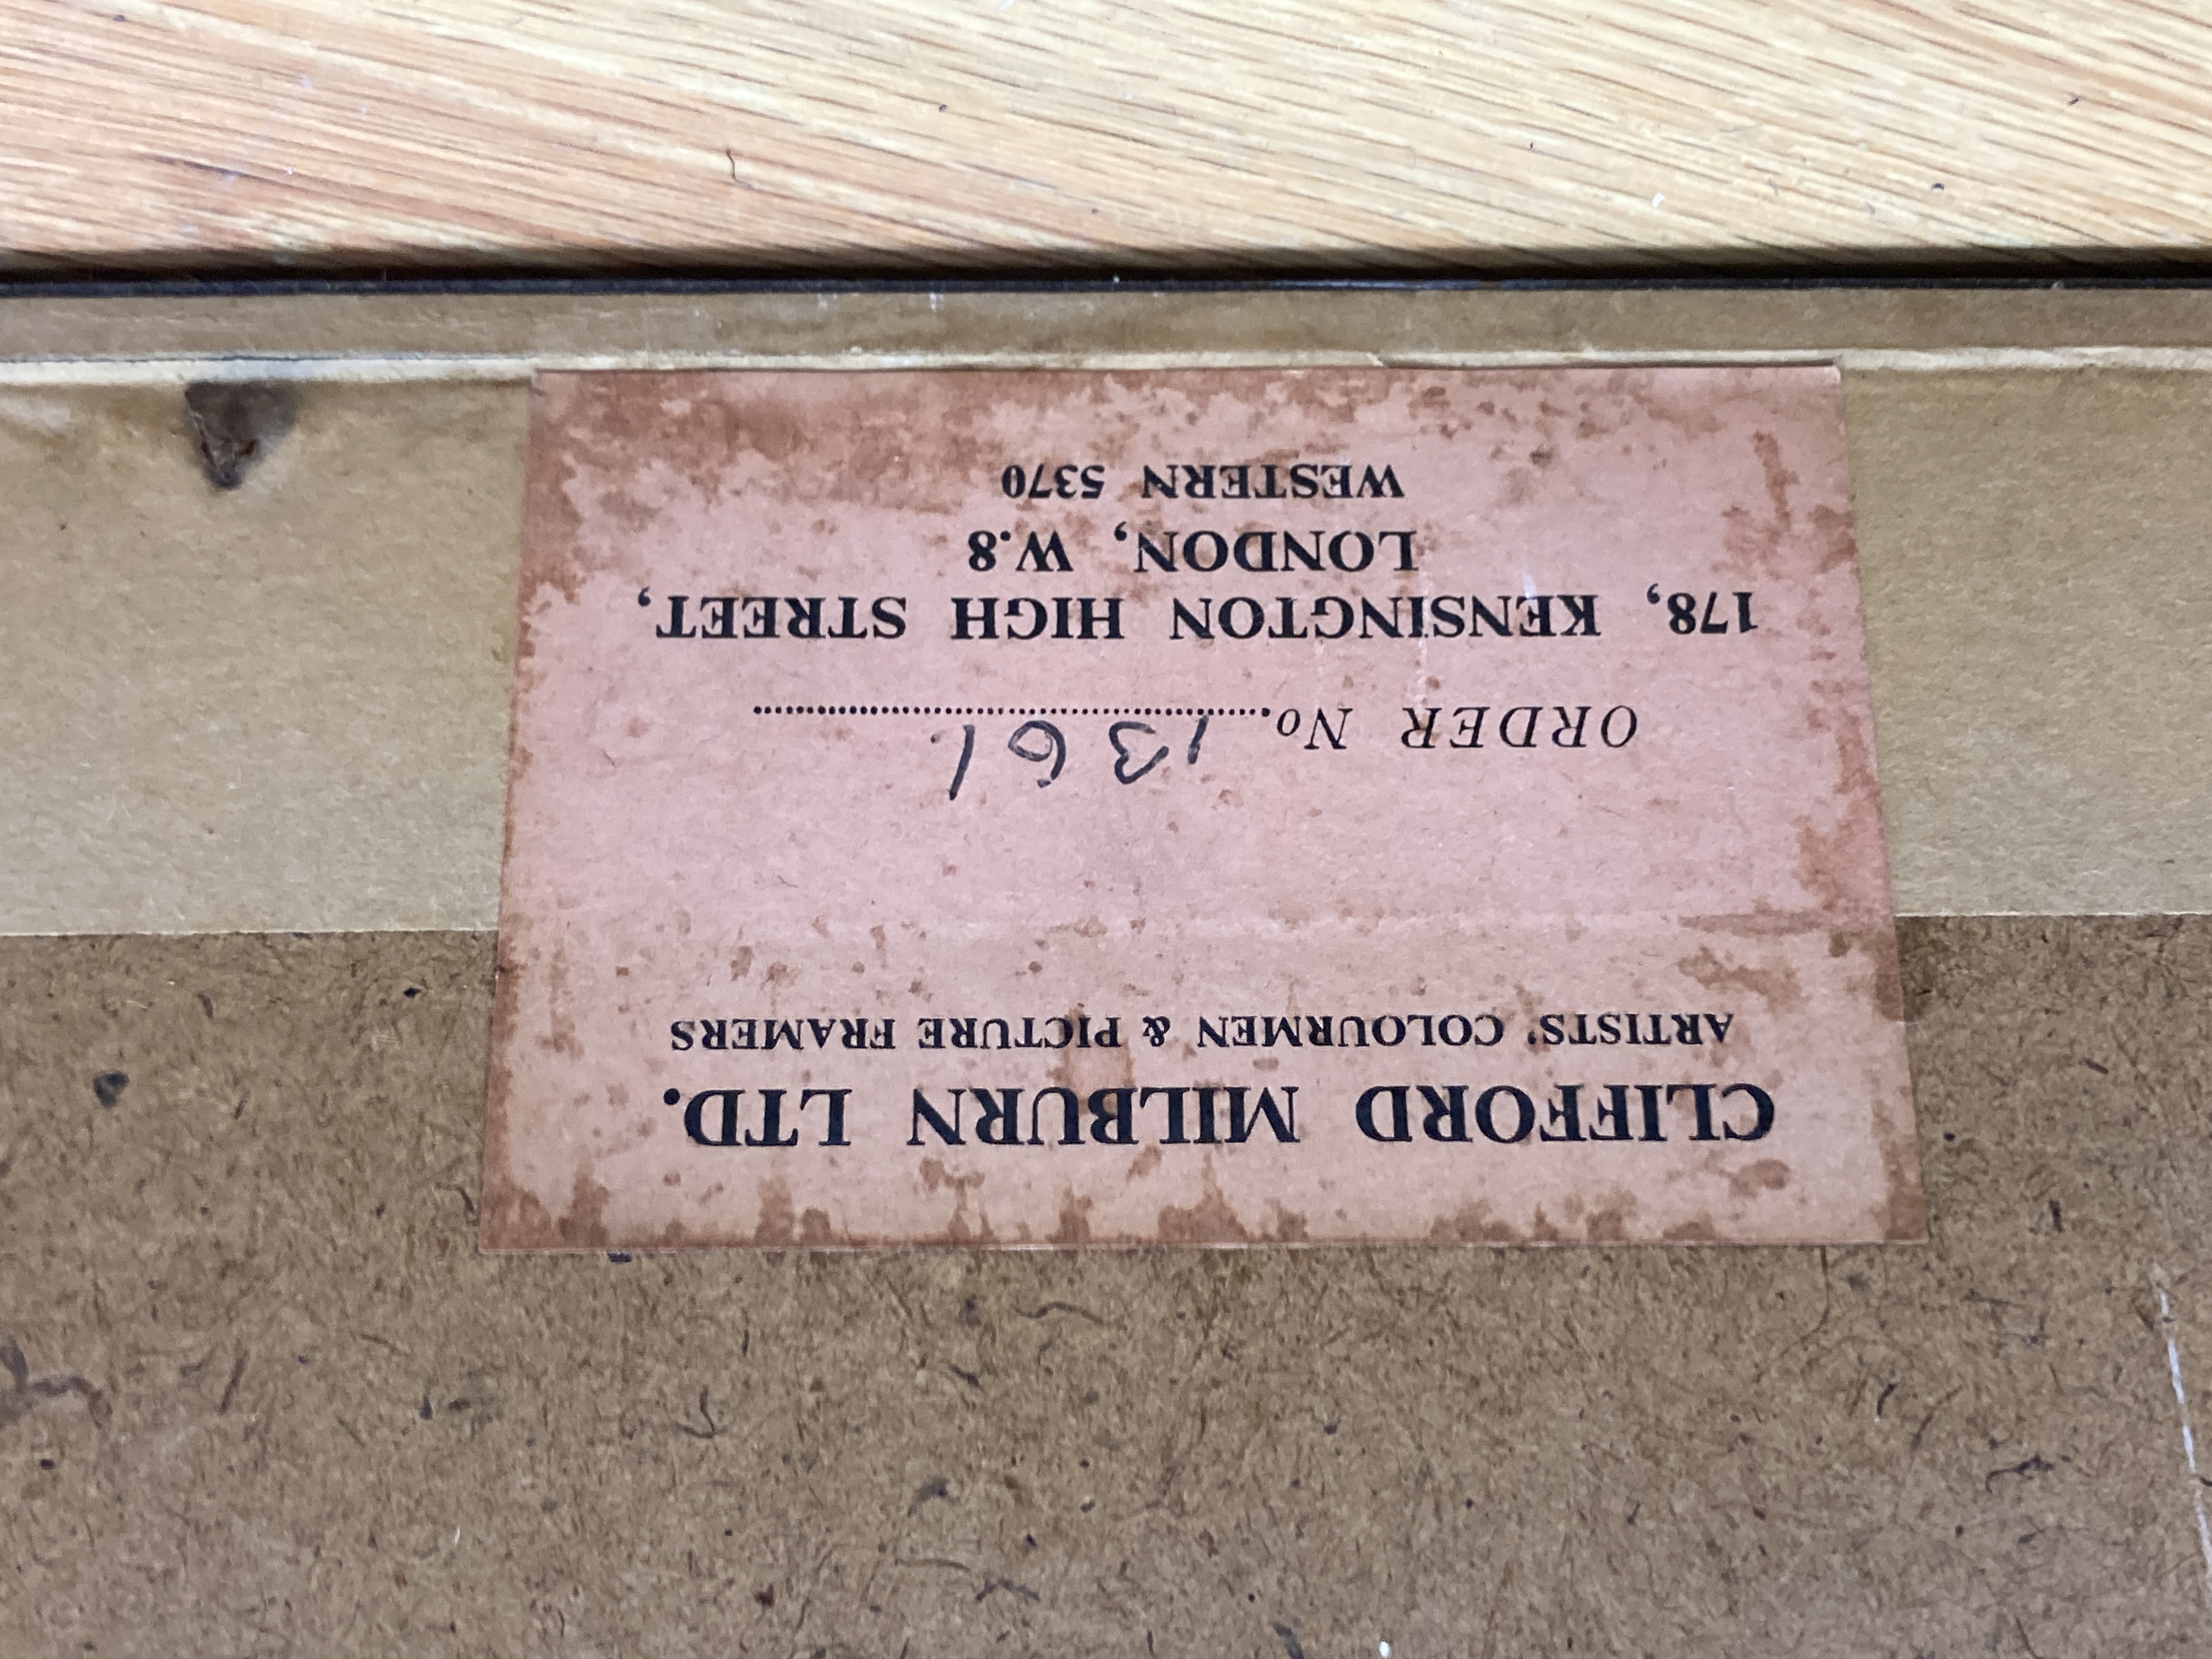 CLIFFORD MILBURN LTD.
ARTISTS' COLOURMEN & PICTURE FRAMERS
ORDER No. 1361.
178, KENSINGTON HIGH STREET,
LONDON, W.8
WESTERN 5370